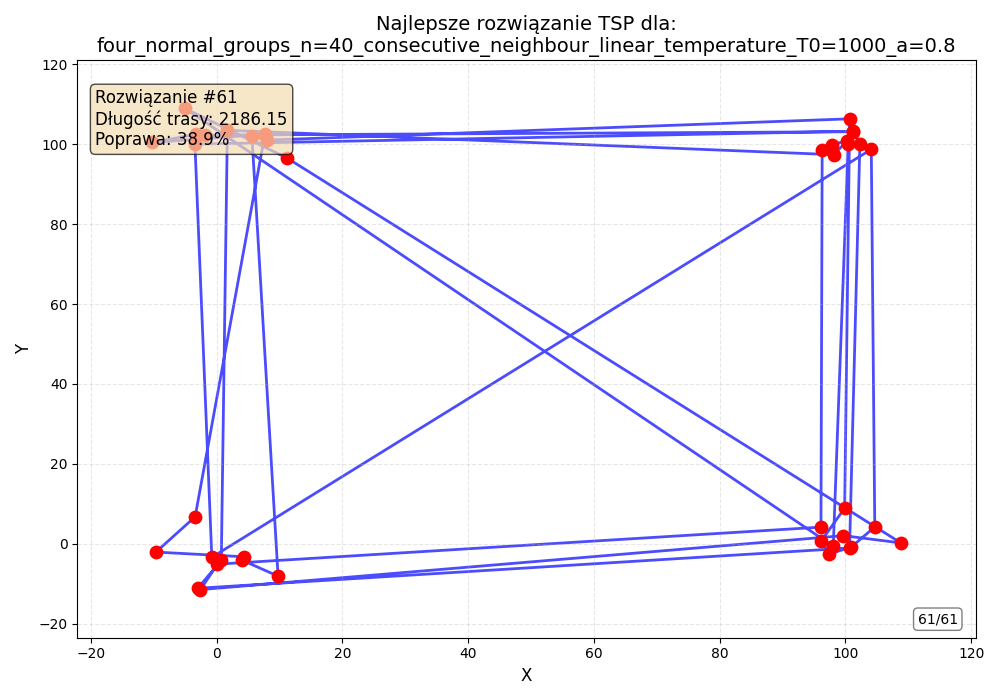 Najlepsze rozwiązanie TSP dla:
four_normal_groups_n=40_consecutive_neighbour_linear_temperature_T0=1000_a=0.8
Rozwiązanie #61
Długość trasy: 2186.15
Poprawa: 38.9%
120
100
80
60
40
20
0
−20
Y
61/61
−20
0
20
40
60
80
100
120
X